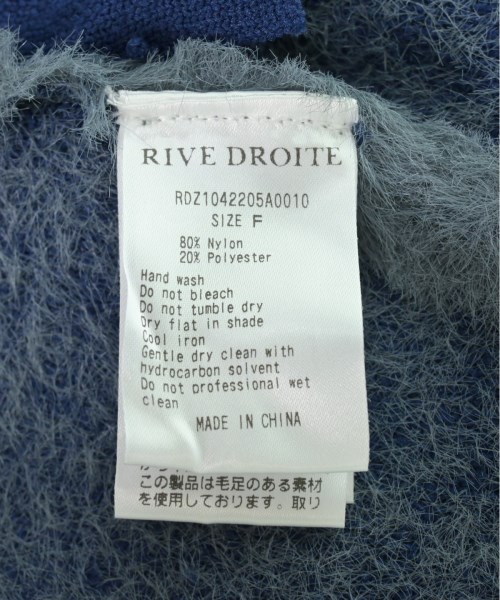 RIVE DROITE
RDZ1042205A0010
SIZE F
80% Nylon
20% Polyester
Hand wash
Do not bleach
Do not tumble dry
Dry flat in shade
Cool iron
Gentle dry clean with
hydrocarbon solvent
Do not professional wet
clean
MADE IN CHINA
この製品は毛足のある素材
を使用しております。取り